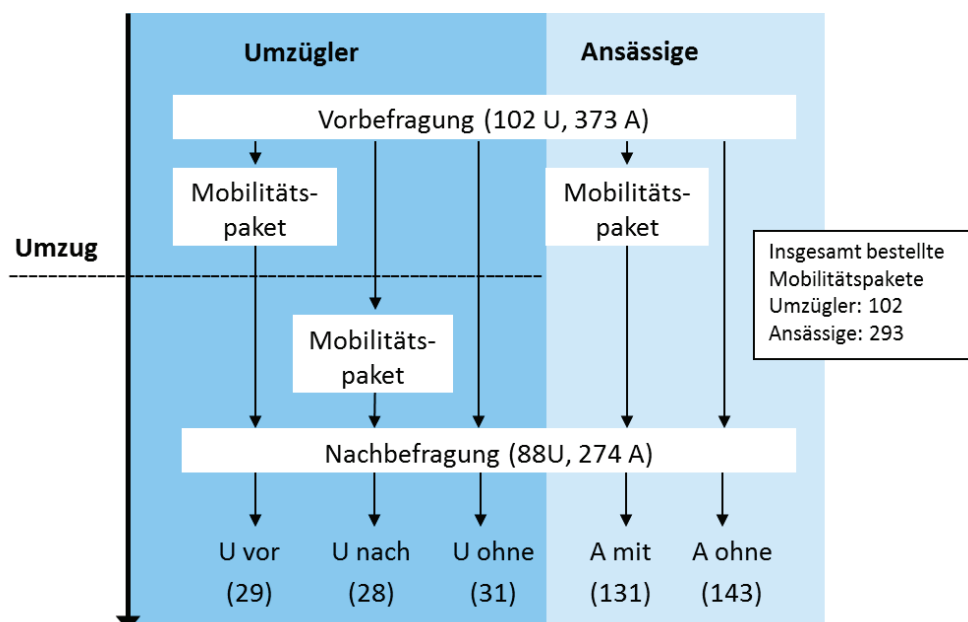 Umzügler
Ansässige
Vorbefragung (102 U, 373 A)
Mobilitäts-
paket
Mobilitäts-
paket
Umzug
Insgesamt bestellte
Mobilitätspakete
Umzügler: 102
Ansässige: 293
Mobilitäts-
paket
Nachbefragung (88U, 274 A)
U vor
(29)
U nach
(28)
U ohne
(31)
A mit
(131)
A ohne
(143)